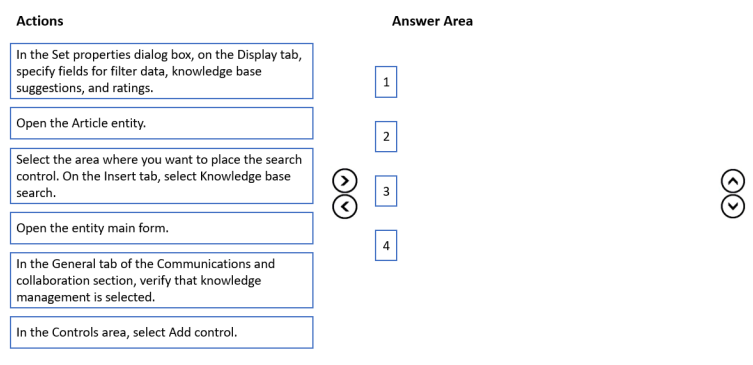 Actions
Answer Area
In the Set properties dialog box, on the Display tab,
specify fields for filter data, knowledge base
suggestions, and ratings.
Open the Article entity.
Select the area where you want to place the search
control. On the Insert tab, select Knowledge base
search.
Open the entity main form.
In the General tab of the Communications and
collaboration section, verify that knowledge
management is selected.
In the Controls area, select Add control.
1
2
3
4